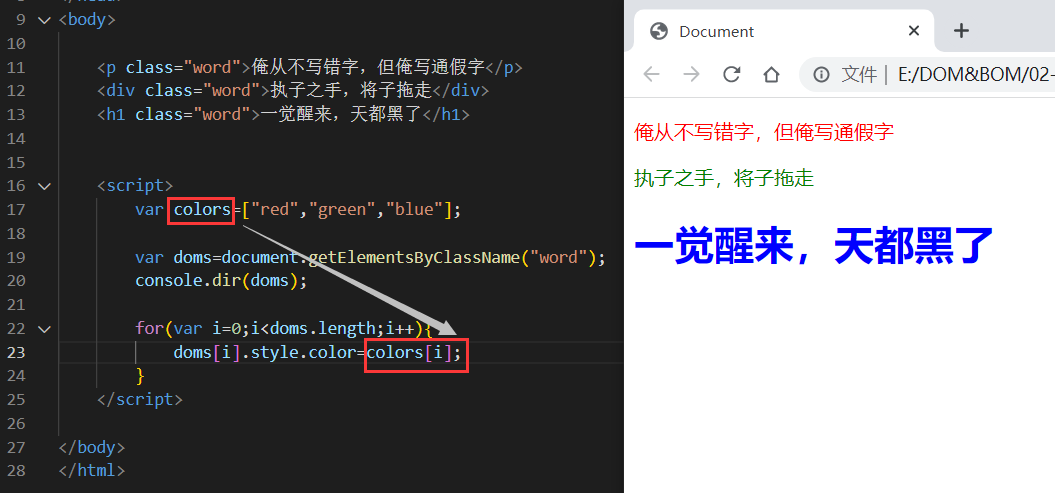 9 <body>
10
11 <p class="word">俺从不写错字，但俺写通假字</p>
12 <div class="word">执子之手，将子拖走</div>
13 <h1 class="word">一觉醒来，天都黑了</h1>
14
15
16 <script>
17 var colors=["red","green","blue"];
18
19 var doms=document.getElementsByClassName("word");
20 console.dir(doms);
21
22 for(var i=0;i<doms.length;i++){
23 doms[i].style.color=colors[i];
24 }
25 </script>
26
27 </body>
28 </html>
Document
文件 | E:/DOM&BOM/02-
俺从不写错字，但俺写通假字
执子之手，将子拖走
一觉醒来，天都黑了